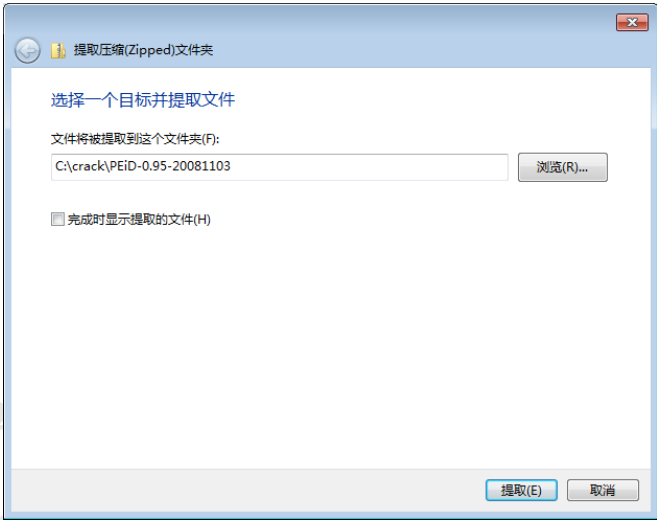 提取压缩(Zipped)文件夹
选择一个目标并提取文件
文件将被提取到这个文件夹(F):
C:\crack\PEiD-0.95-20081103
浏览(R)...
完成时显示提取的文件(H)
提取(E)
取消